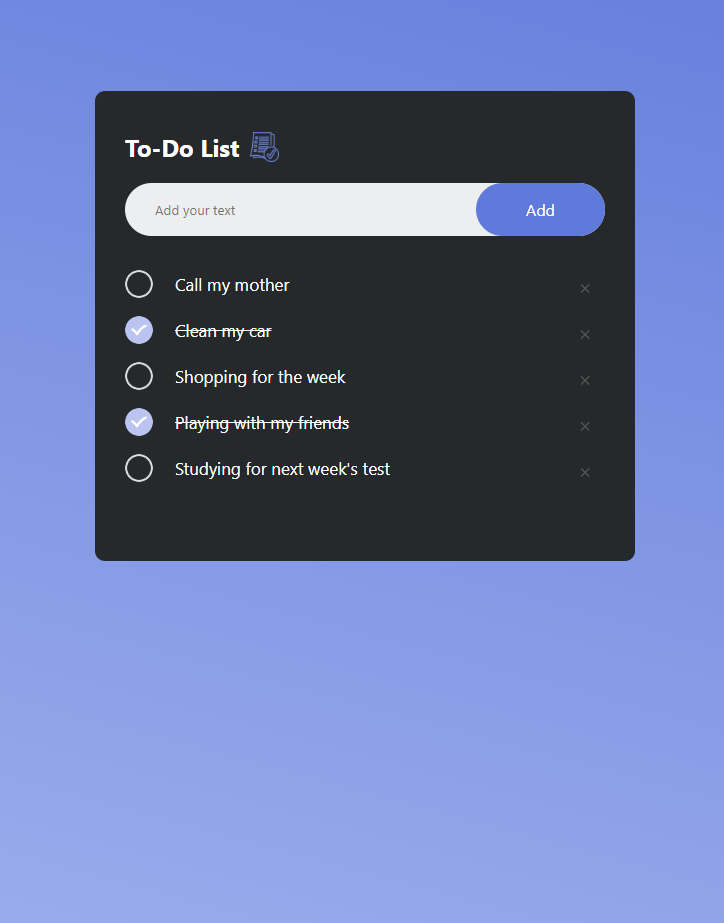 To-Do List
Add your text
Add
Call my mother
Clean my car
Shopping for the week
Playing with my friends
Studying for next week's test